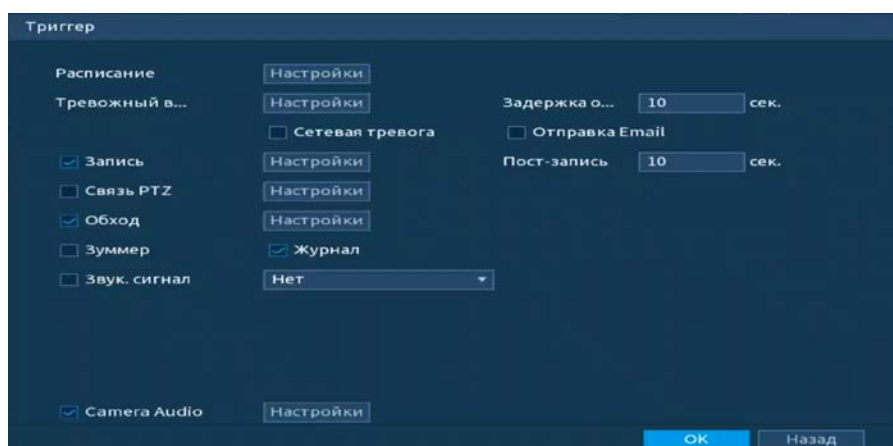 Триггер
Расписание Настройки
Тревожный в... Настройки Задержка о... 10 сек.
Сетевая тревога Отправка Email
Запись Настройки Пост-запись 10 сек.
Связь PTZ Настройки
Обход Настройки
Зуммер Журнал
Звук. сигнал Нет
Camera Audio Настройки
OK Назад